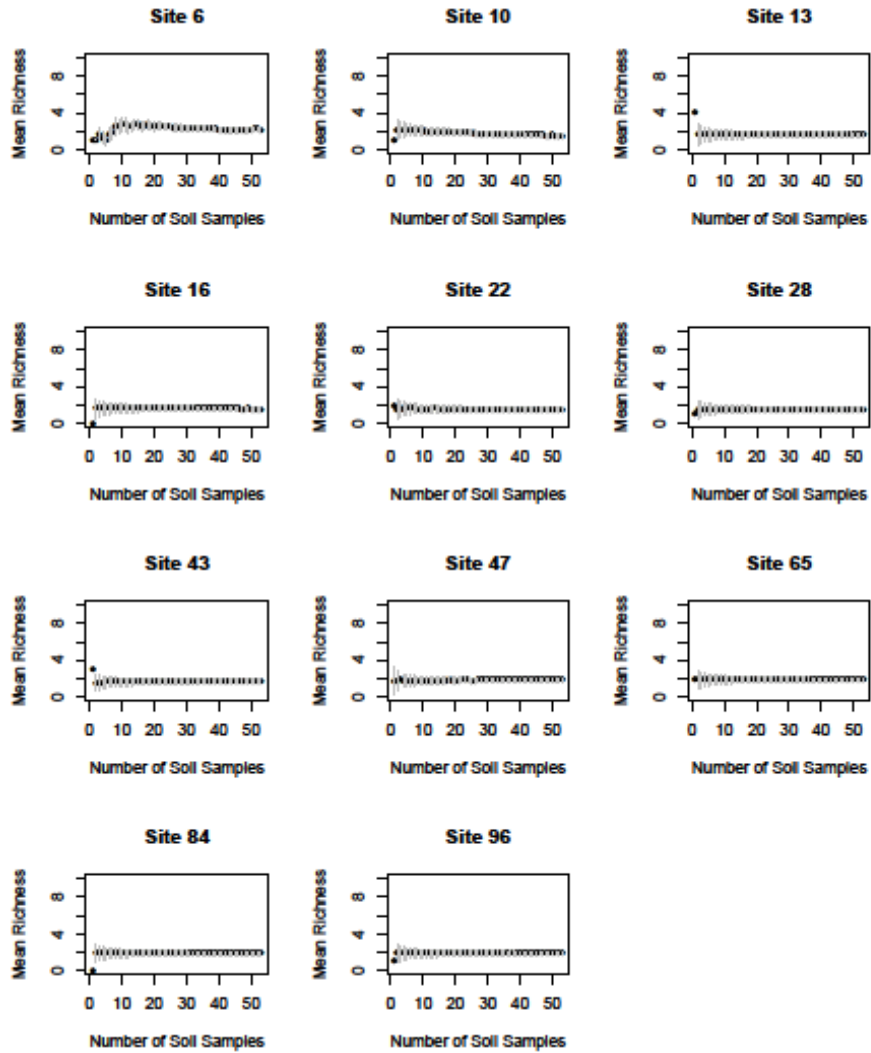 Site 6 Site 10 Site 13
Mean Richness Mean Richness Mean Richness
8 8 8
4 4 4
0 0 0
0 10 20 30 40 50 0 10 20 30 40 50 0 10 20 30 40 50
Number of Soil Samples Number of Soil Samples Number of Soil Samples
Site 16 Site 22 Site 28
Mean Richness Mean Richness Mean Richness
8 8 8
4 4 4
0 0 0
0 10 20 30 40 50 0 10 20 30 40 50 0 10 20 30 40 50
Number of Soil Samples Number of Soil Samples Number of Soil Samples
Site 43 Site 47 Site 65
Mean Richness Mean Richness Mean Richness
8 8 8
4 4 4
0 0 0
0 10 20 30 40 50 0 10 20 30 40 50 0 10 20 30 40 50
Number of Soil Samples Number of Soil Samples Number of Soil Samples
Site 84 Site 96
Mean Richness Mean Richness
8 8
4 4
0 0
0 10 20 30 40 50 0 10 20 30 40 50
Number of Soil Samples Number of Soil Samples